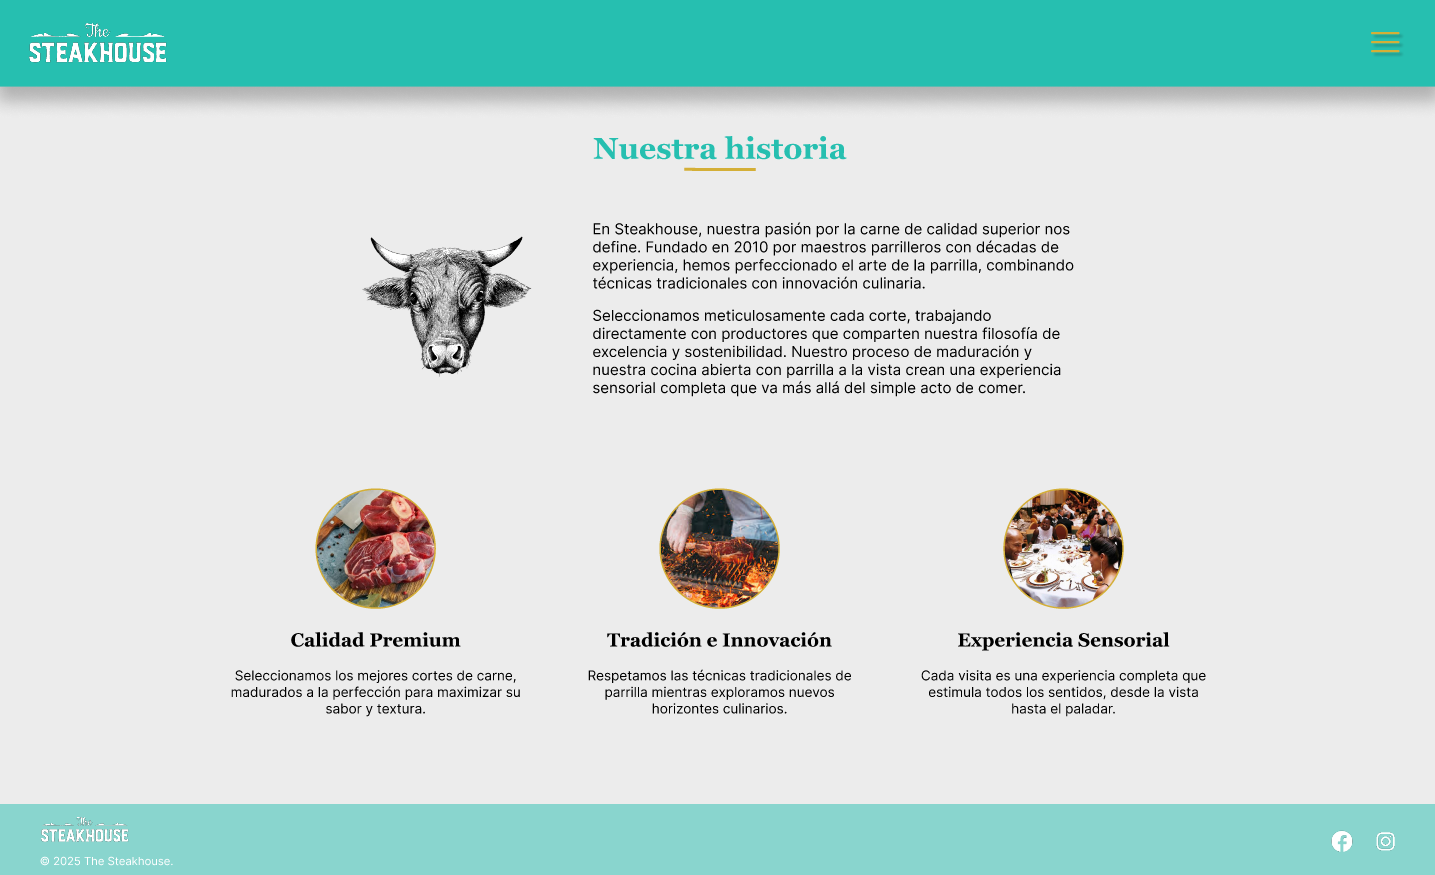 The
STEAKHOUSE
Nuestra historia
En Steakhouse, nuestra pasión por la carne de calidad superior nos
define. Fundado en 2010 por maestros parrilleros con décadas de
experiencia, hemos perfeccionado el arte de la parrilla, combinando
técnicas tradicionales con innovación culinaria.
Seleccionamos meticulosamente cada corte, trabajando
directamente con productores que comparten nuestra filosofía de
excelencia y sostenibilidad. Nuestro proceso de maduración y
nuestra cocina abierta con parrilla a la vista crean una experiencia
sensorial completa que va más allá del simple acto de comer.
Calidad Premium
Seleccionamos los mejores cortes de carne,
madurados a la perfección para maximizar su
sabor y textura.
Tradición e Innovación
Respetamos las técnicas tradicionales de
parrilla mientras exploramos nuevos
horizontes culinarios.
Experiencia Sensorial
Cada visita es una experiencia completa que
estimula todos los sentidos, desde la vista
hasta el paladar.
The
STEAKHOUSE
© 2025 The Steakhouse.